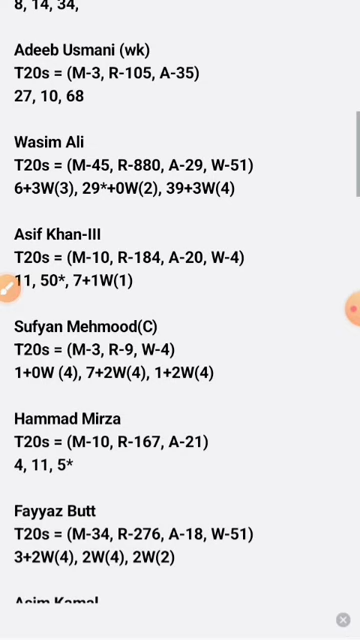 8, 14, 34,
Adeeb Usmani (wk)
T20s = (M-3, R-105, A-35)
27, 10, 68
Wasim Ali
T20s = (M-45, R-880, A-29, W-51)
6+3W(3), 29*+0W(2), 39+3W(4)
Asif Khan-III
T20s = (M-10, R-184, A-20, W-4)
11, 50*, 7+1W(1)
Sufyan Mehmood(C)
T20s = (M-3, R-9, W-4)
1+0W (4), 7+2W(4), 1+2W(4)
Hammad Mirza
T20s = (M-10, R-167, A-21)
4, 11, 5*
Fayyaz Butt
T20s = (M-34, R-276, A-18, W-51)
3+2W(4), 2W(4), 2W(2)
Asim Kamal